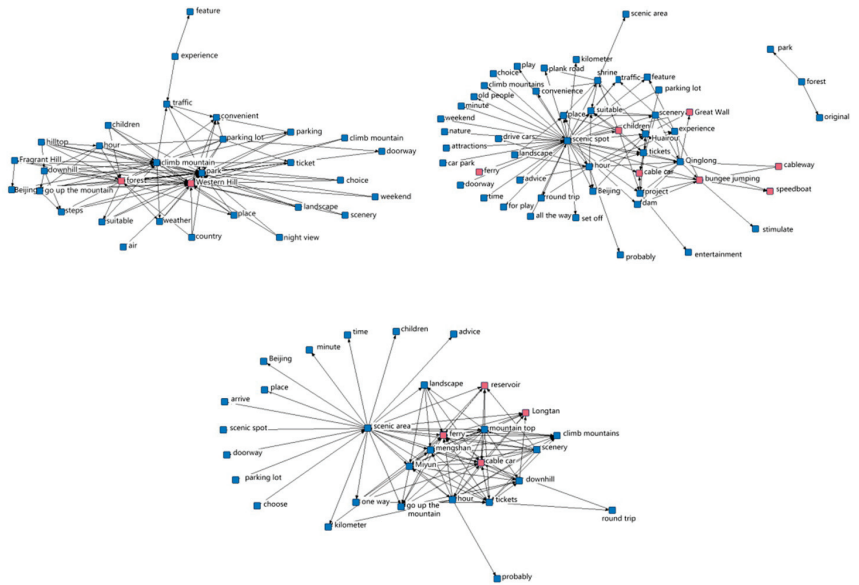 feature
experience
traffic
children
convenient
hilltop
hour
parking lot
parking
climb mountain
doorway
Fragrant Hill
downhill
climb mountain
park
ticket
forest
Western Hill
choice
Beijing
go up the mountain
weekend
steps
suitable
weather
place
landscape
scenery
country
night view
air
scenic area
park
forest
original
kilometer
play
plank road
choice
shrine
traffic
feature
climb mountains
convenience
parking lot
old people
minute
suitable
place
scenery
Great Wall
weekend
children
experience
nature
drive cars
scenic spot
Huairou
attractions
landscape
tickets
Qinglong
car park
hour
cable car
cableway
ferry
advice
bungee jumping
doorway
Beijing
project
speedboat
time
round trip
dam
for play
all the way
set off
stimulate
probably
entertainment
time
children
advice
minute
Beijing
place
landscape
reservoir
arrive
Longtan
scenic spot
scenic area
ferry
mountain top
climb mountains
doorway
mengshan
scenery
Miyun
cable car
parking lot
downhill
choose
one way
go up the
mountain
hour
tickets
round trip
kilometer
probably